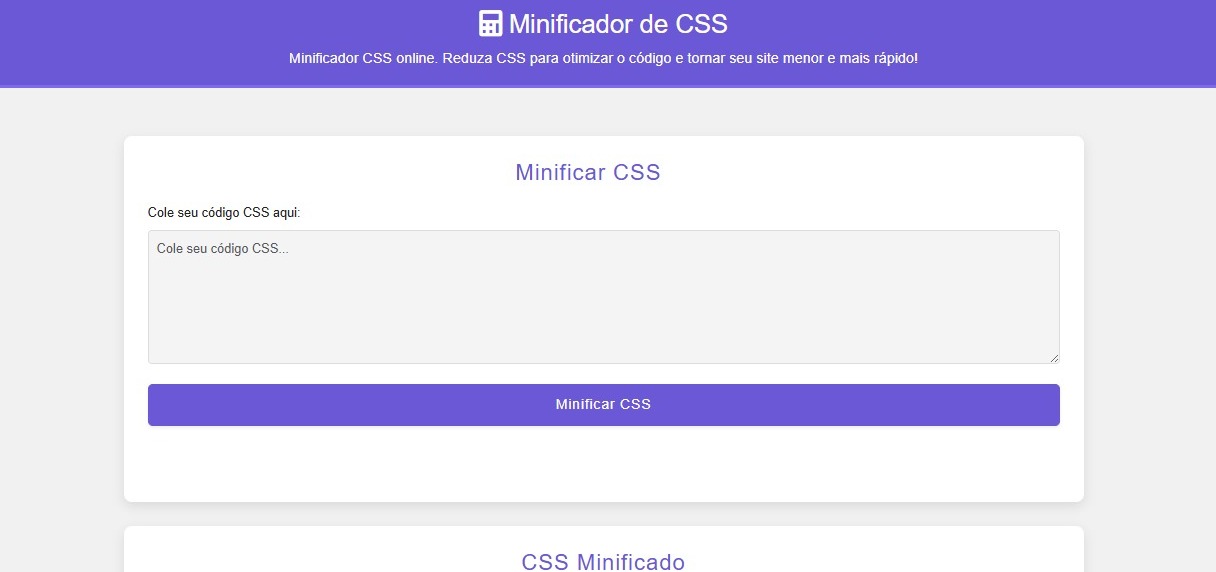 Minificador de CSS
Minificador CSS online. Reduza CSS para otimizar o código e tornar seu site menor e mais rápido!
Minificar CSS
Cole seu código CSS aqui:
Cole seu código CSS...
Minificar CSS
CSS Minificado